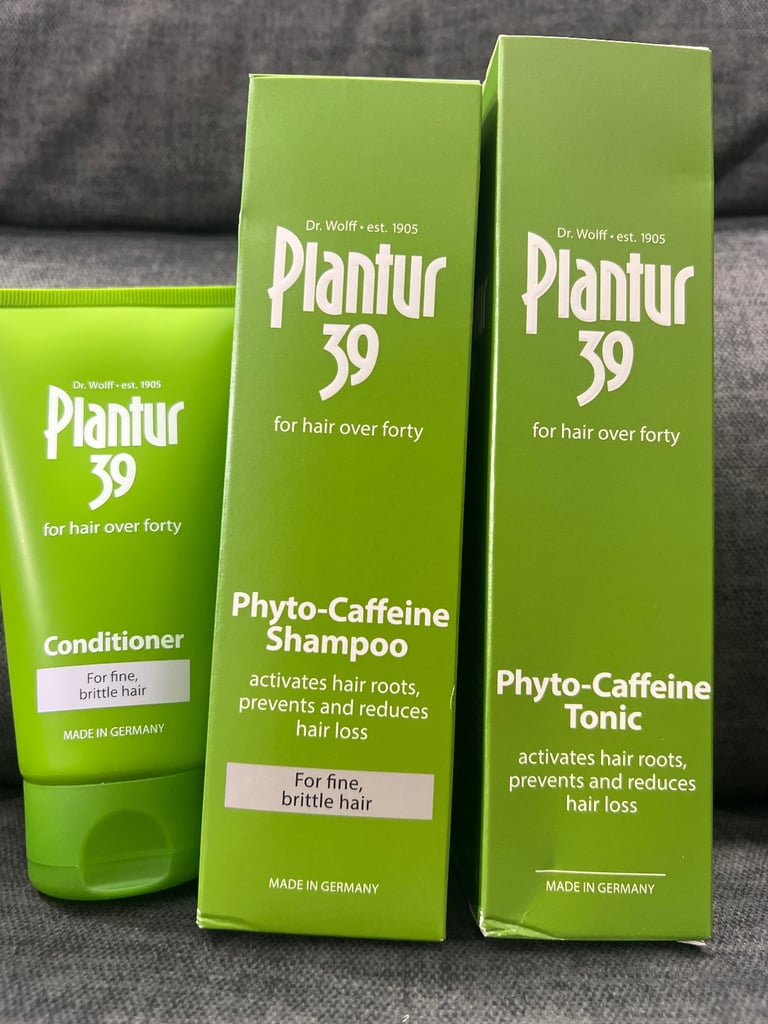 Dr. Wolff • est. 1905
Plantur
39
for hair over forty
Conditioner
For fine,
brittle hair
MADE IN GERMANY
Dr. Wolff • est. 1905
Plantur
39
for hair over forty
Phyto-Caffeine
Shampoo
activates hair roots,
prevents and reduces
hair loss
For fine,
brittle hair
MADE IN GERMANY
Dr. Wolff • est. 1905
Plantur
39
for hair over forty
Phyto-Caffeine
Tonic
activates hair roots,
prevents and reduces
hair loss
MADE IN GERMANY